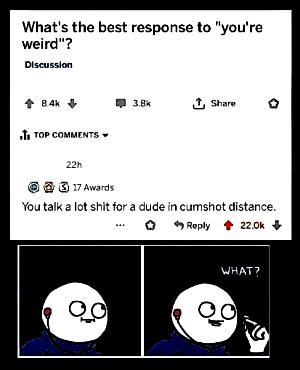 What's the best response to "you're
weird"?
Discussion
8.4k
3.8k
Share
TOP COMMENTS
22h
17 Awards
You talk a lot shit for a dude in cumshot distance.
... Reply 22.0k
WHAT?